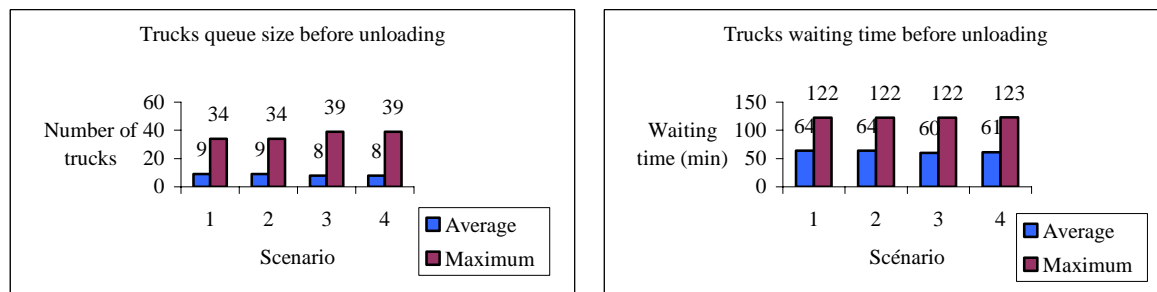 Trucks queue size before unloading
60
40
20
0
Number of
trucks
34 34 39 39
9 9 8 8
1 2 3 4
Scenario
Average
Maximum
Trucks waiting time before unloading
150
100
50
0
Waiting
time (min)
122 122 122 123
64 64 60 61
1 2 3 4
Scénario
Average
Maximum